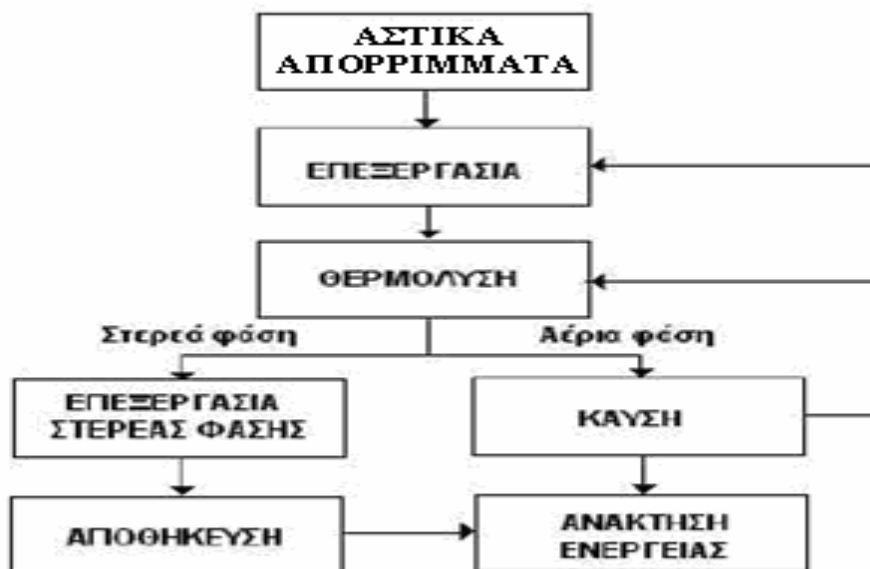 ΑΣΤΙΚΑ
ΑΠΟΡΡΙΜΜΑΤΑ
ΕΠΕΞΕΡΓΑΣΙΑ
ΘΕΡΜΟΛΥΣΗ
Στερεά φάση
Αέρια φάση
ΕΠΕΞΕΡΓΑΣΙΑ
ΣΤΕΡΕΑΣ ΦΑΣΗΣ
ΚΑΥΣΗ
ΑΠΟΘΗΚΕΥΣΗ
ΑΝΑΚΤΗΣΗ
ΕΝΕΡΓΕΙΑΣ